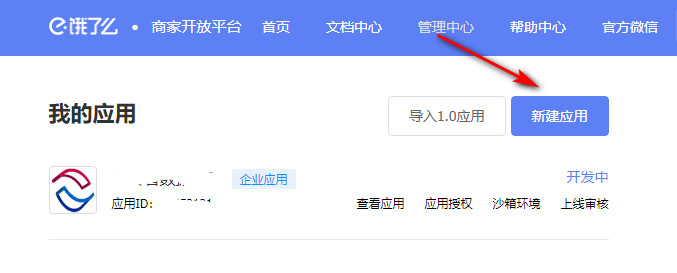 饿了么 • 商家开放平台 首页 文档中心 管理中心 帮助中心 官方微信
我的应用 导入1.0应用 新建应用
企业应用 开发中
应用ID: 查看应用 应用授权 沙箱环境 上线审核